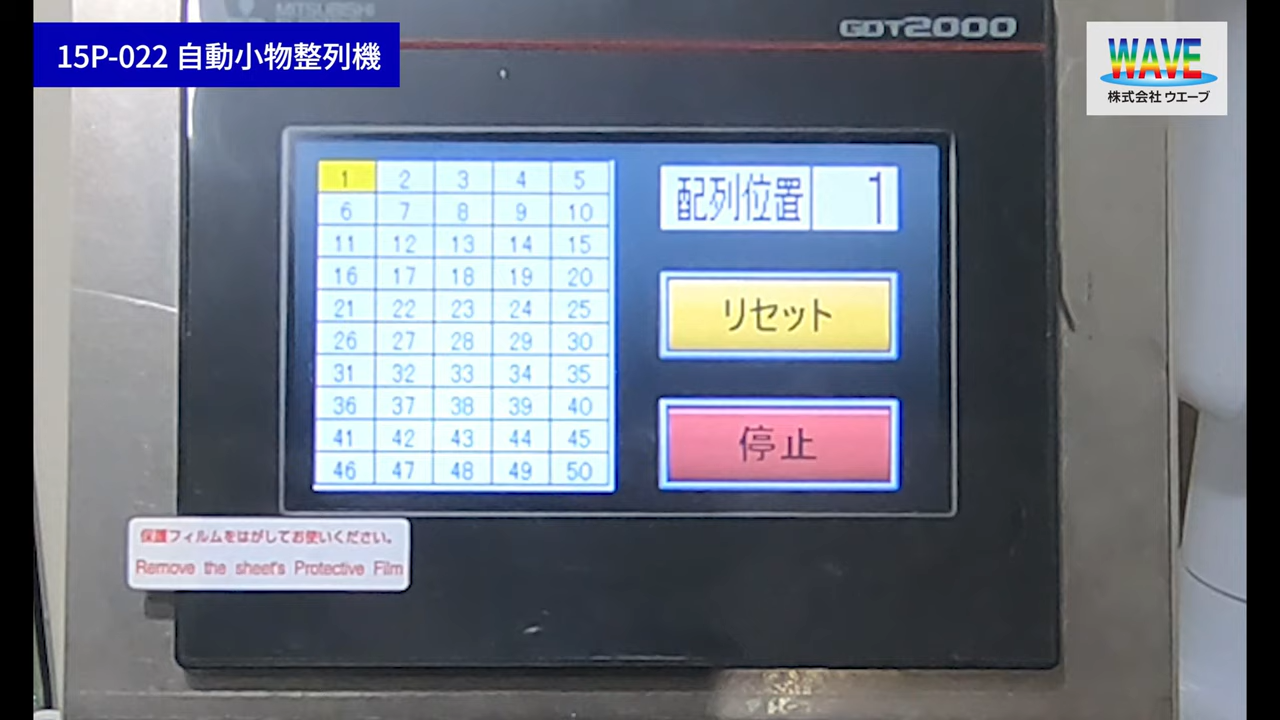 MITSUBISHI
GOT2000
15P-022 自動小物整列機
WAVE
株式会社 ウエーブ
1 2 3 4 5
6 7 8 9 10
11 12 13 14 15
16 17 18 19 20
21 22 23 24 25
26 27 28 29 30
31 32 33 34 35
36 37 38 39 40
41 42 43 44 45
46 47 48 49 50
配列位置 1
リセット
停止
保護フィルムをはがしてお使いください。
Remove the sheet's Protective Film